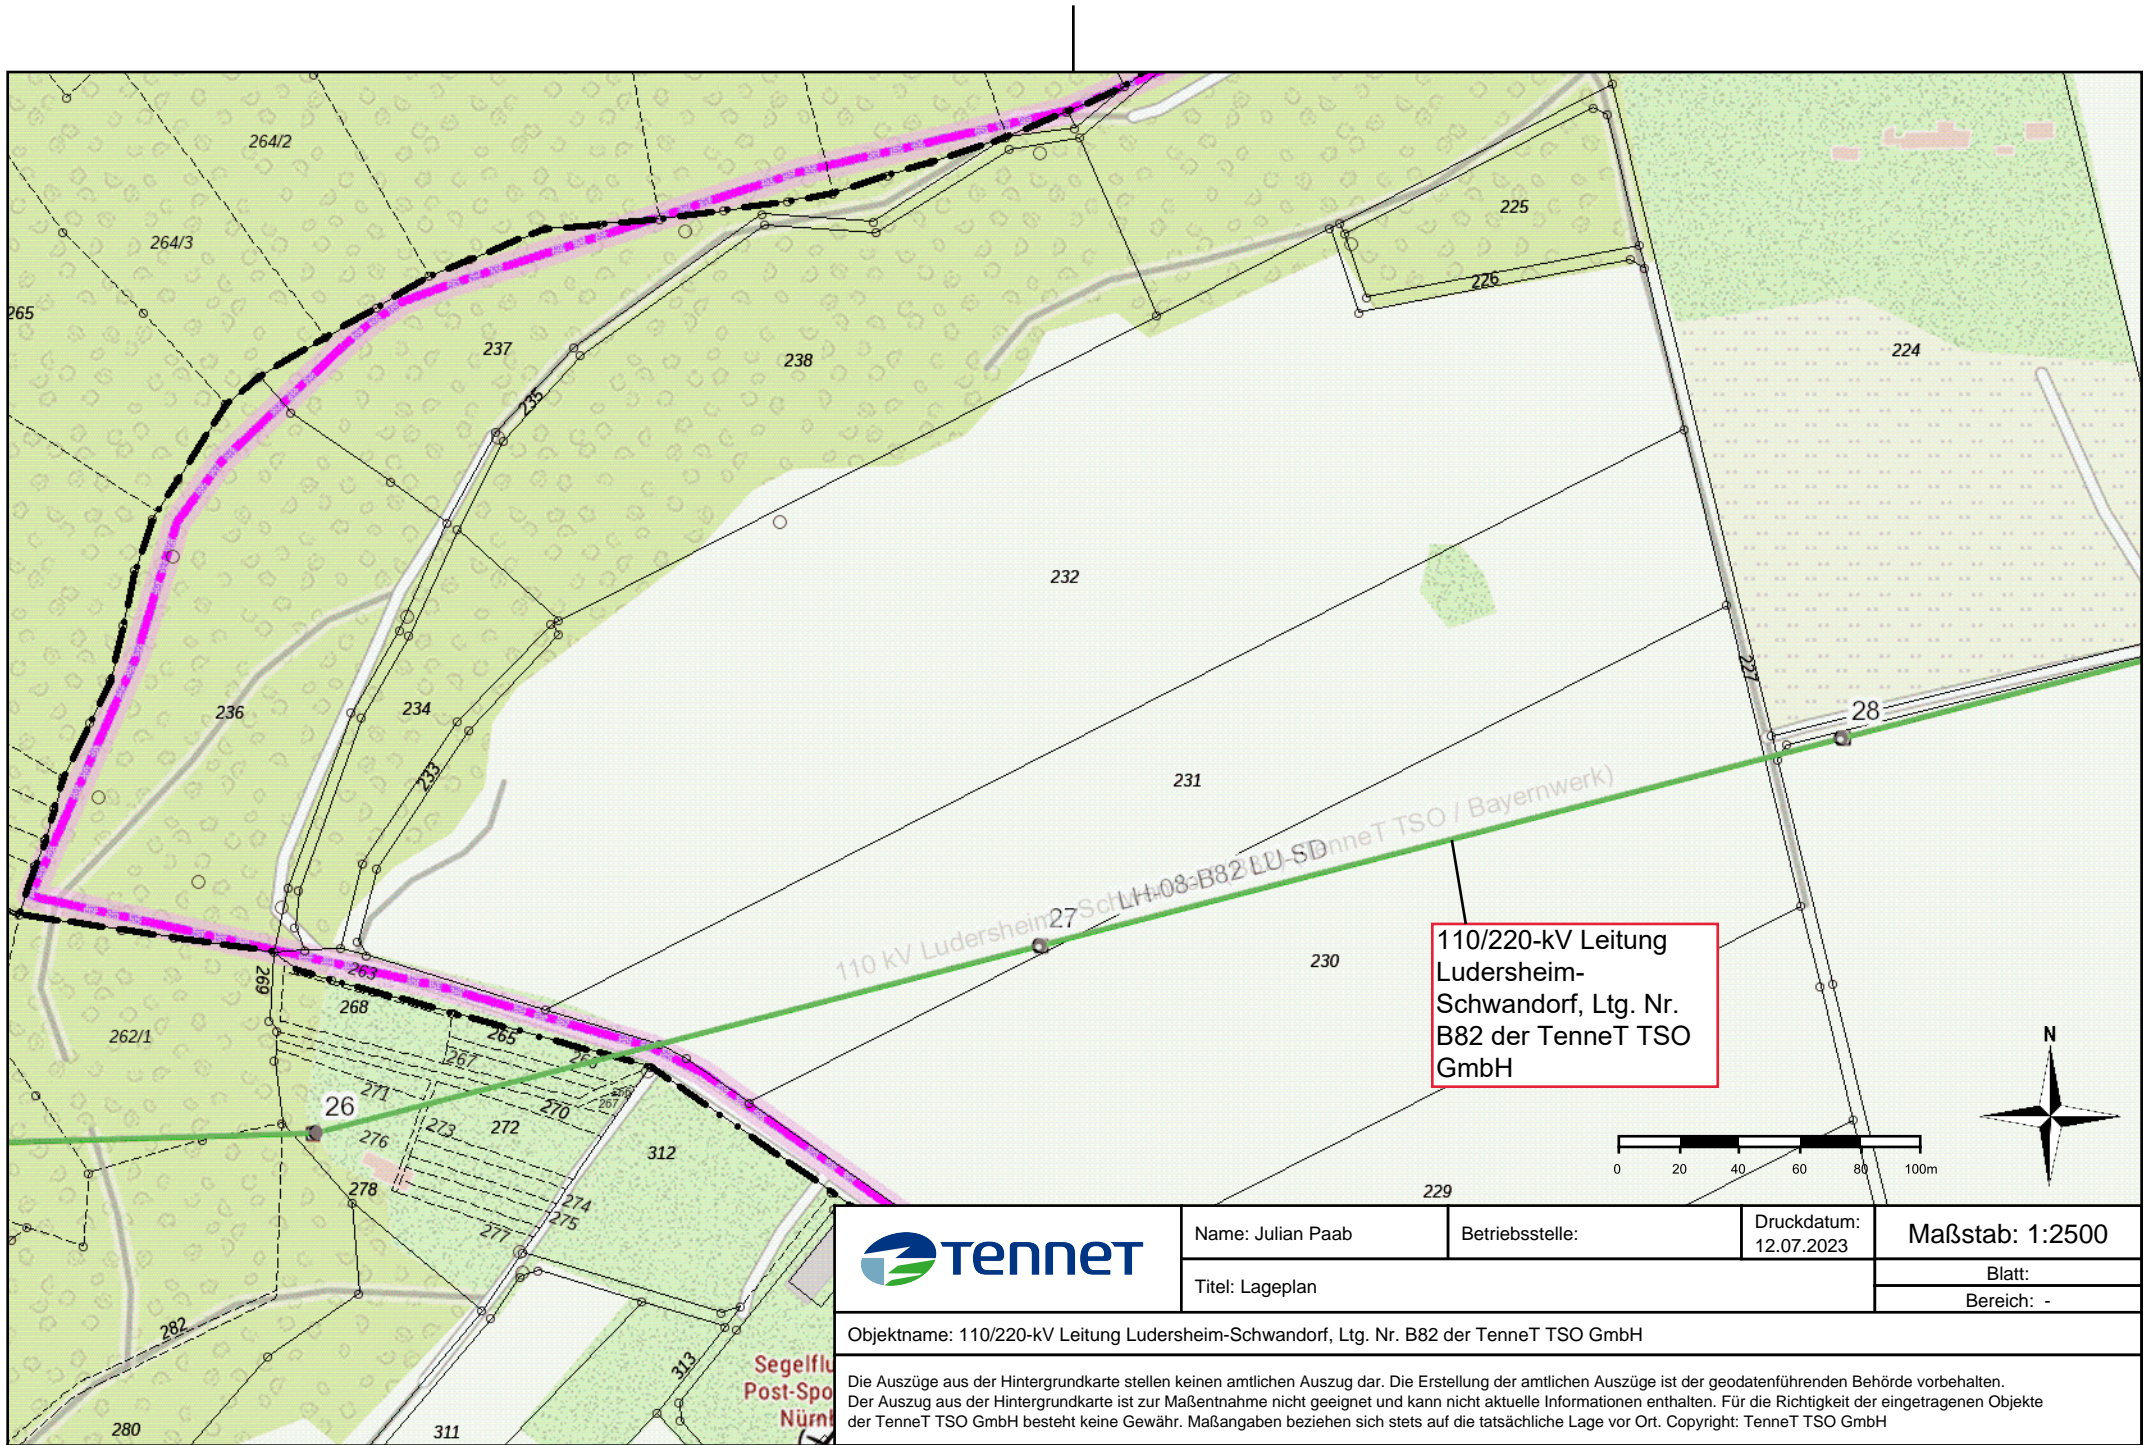 264/2
264/3
265
237
238
225
226
224
235
232
236
234
233
231
227
28
110 kV Ludersheim - Schwandorf (B82) (TenneT TSO / Bayernwerk)
LH-08-B82 LU-SD
27
230
110/220-kV Leitung
Ludersheim-
Schwandorf, Ltg. Nr.
B82 der TenneT TSO
GmbH
263
269
268
265
267
262/1
271
270
267
26
276
273
272
312
278
274
275
277
229
N
0 20 40 60 80 100m
282
280
311
313
Segelflu
Post-Spo
Nürnb
TenneT
Name: Julian Paab
Betriebsstelle:
Druckdatum:
12.07.2023
Maßstab: 1:2500
Titel: Lageplan
Blatt:
Bereich: -
Objektname: 110/220-kV Leitung Ludersheim-Schwandorf, Ltg. Nr. B82 der TenneT TSO GmbH
Die Auszüge aus der Hintergrundkarte stellen keinen amtlichen Auszug dar. Die Erstellung der amtlichen Auszüge ist der geodatenführenden Behörde vorbehalten.
Der Auszug aus der Hintergrundkarte ist zur Maßentnahme nicht geeignet und kann nicht aktuelle Informationen enthalten. Für die Richtigkeit der eingetragenen Objekte
der TenneT TSO GmbH besteht keine Gewähr. Maßangaben beziehen sich stets auf die tatsächliche Lage vor Ort. Copyright: TenneT TSO GmbH